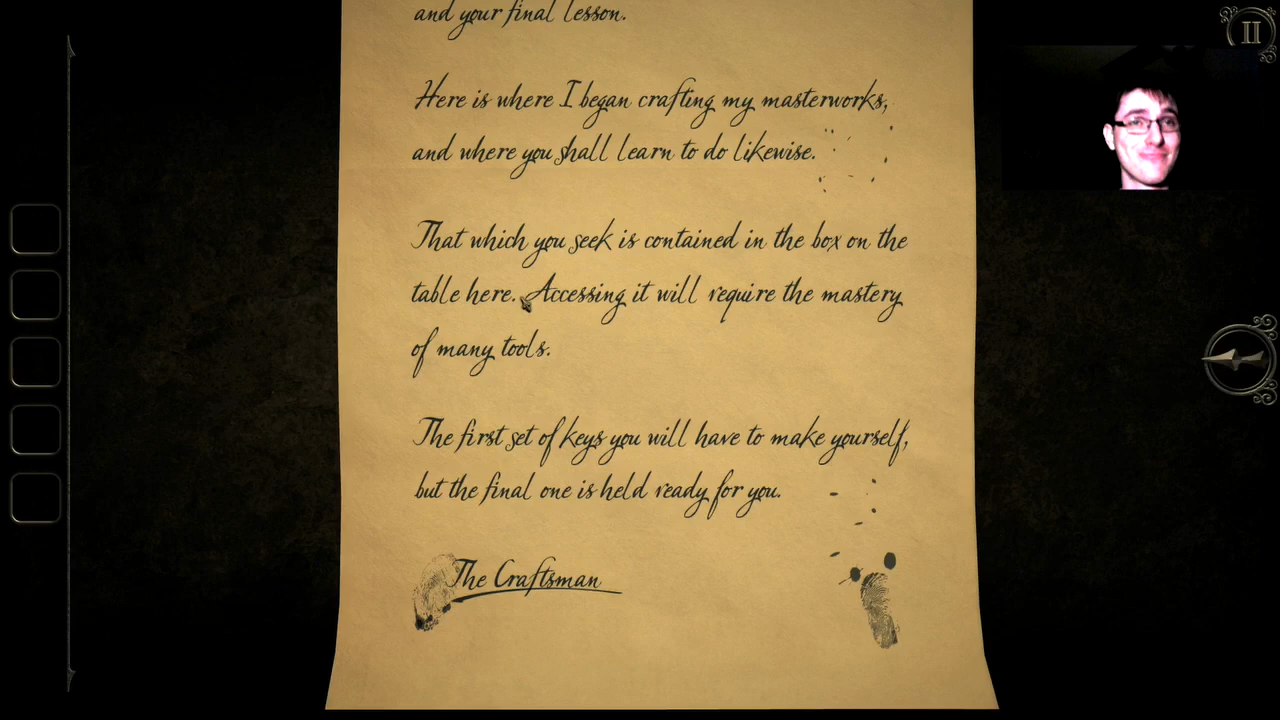 and your final lesson.
Here is where I began crafting my masterworks,
and where you shall learn to do likewise.
That which you seek is contained in the box on the
table here. Accessing it will require the mastery
of many tools.
The first set of keys you will have to make yourself,
but the final one is held ready for you.
The Craftsman